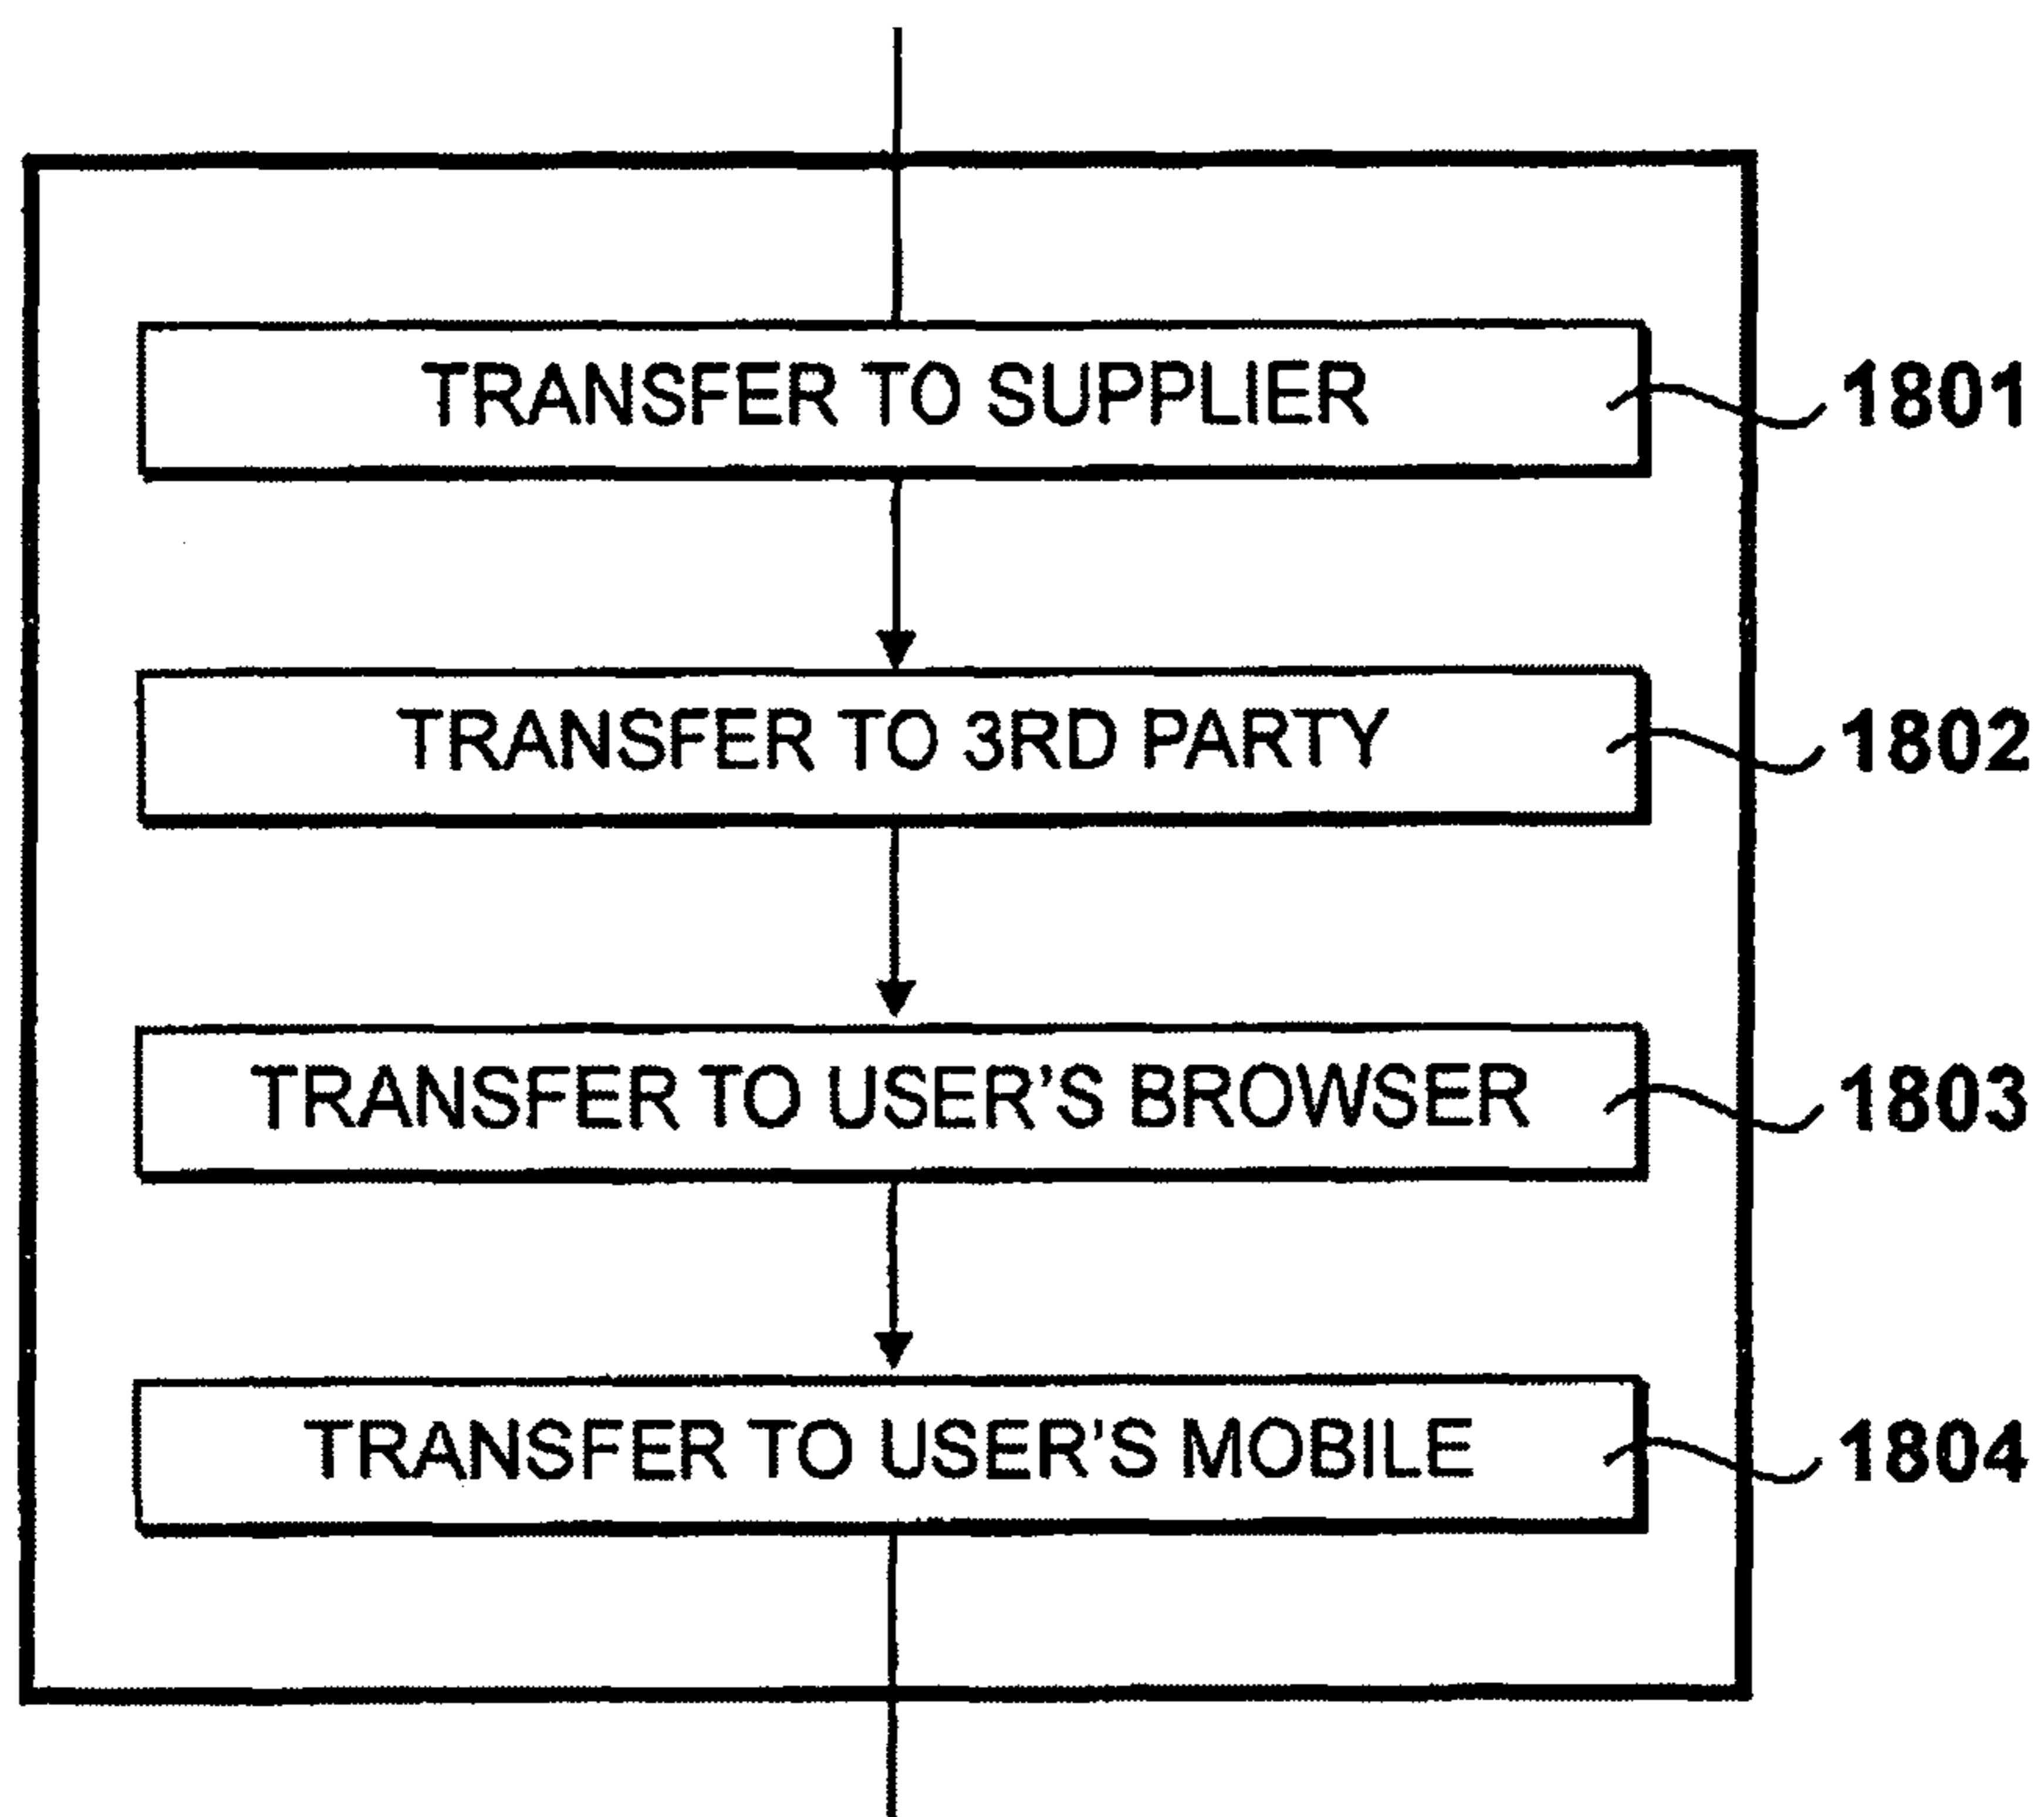 TRANSFER TO SUPPLIER 1801
TRANSFER TO 3RD PARTY 1802
TRANSFER TO USER’S BROWSER 1803
TRANSFER TO USER’S MOBILE 1804